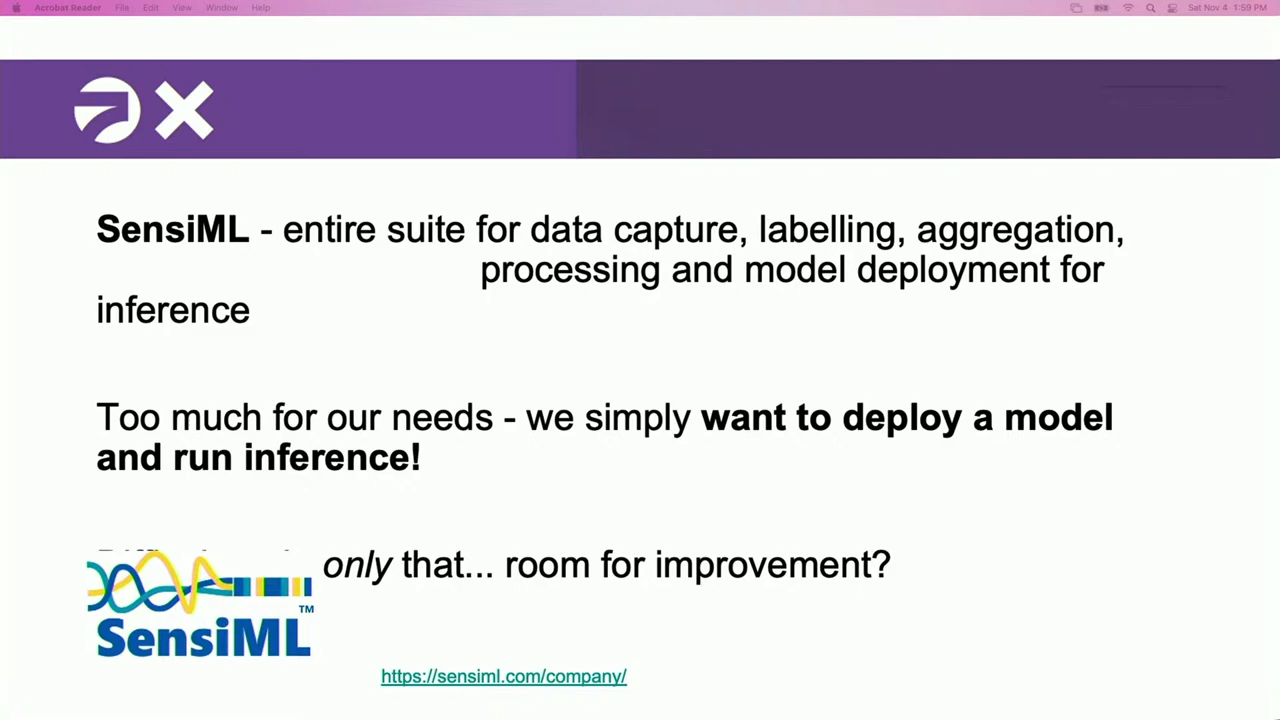 Acrobat Reader File Edit View Window Help Sat Nov 4 1:59 PM
SensiML - entire suite for data capture, labelling, aggregation,
processing and model deployment for
inference
Too much for our needs - we simply want to deploy a model
and run inference!
only that... room for improvement?
SensiML™
https://sensiml.com/company/